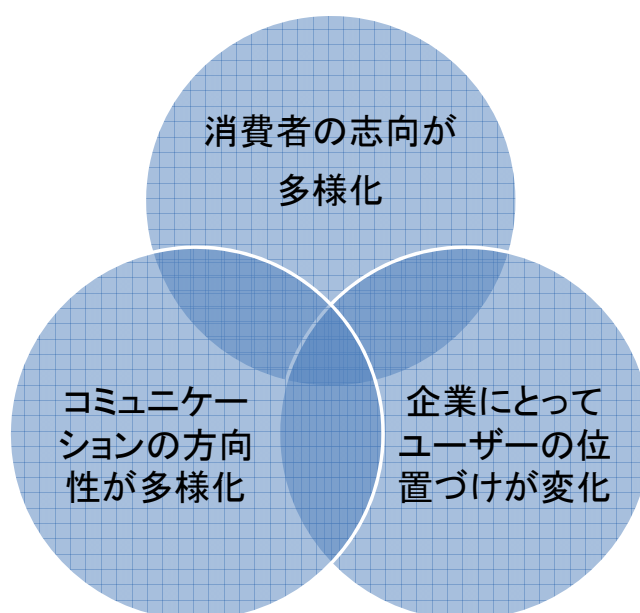 消費者の志向が
多様化
コミュニケー
ションの方向
性が多様化
企業にとって
ユーザーの位
置づけが変化